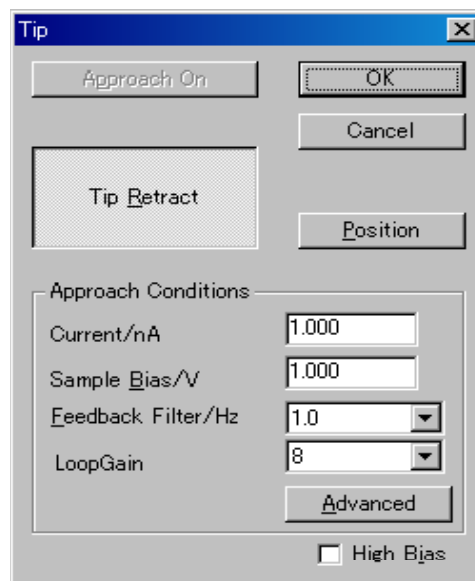 Tip
Approach On
OK
Cancel
Tip Retract
Position
Approach Conditions
Current/nA 1.000
Sample Bias/V 1.000
Feedback Filter/Hz 1.0
LoopGain 8
Advanced
High Bias